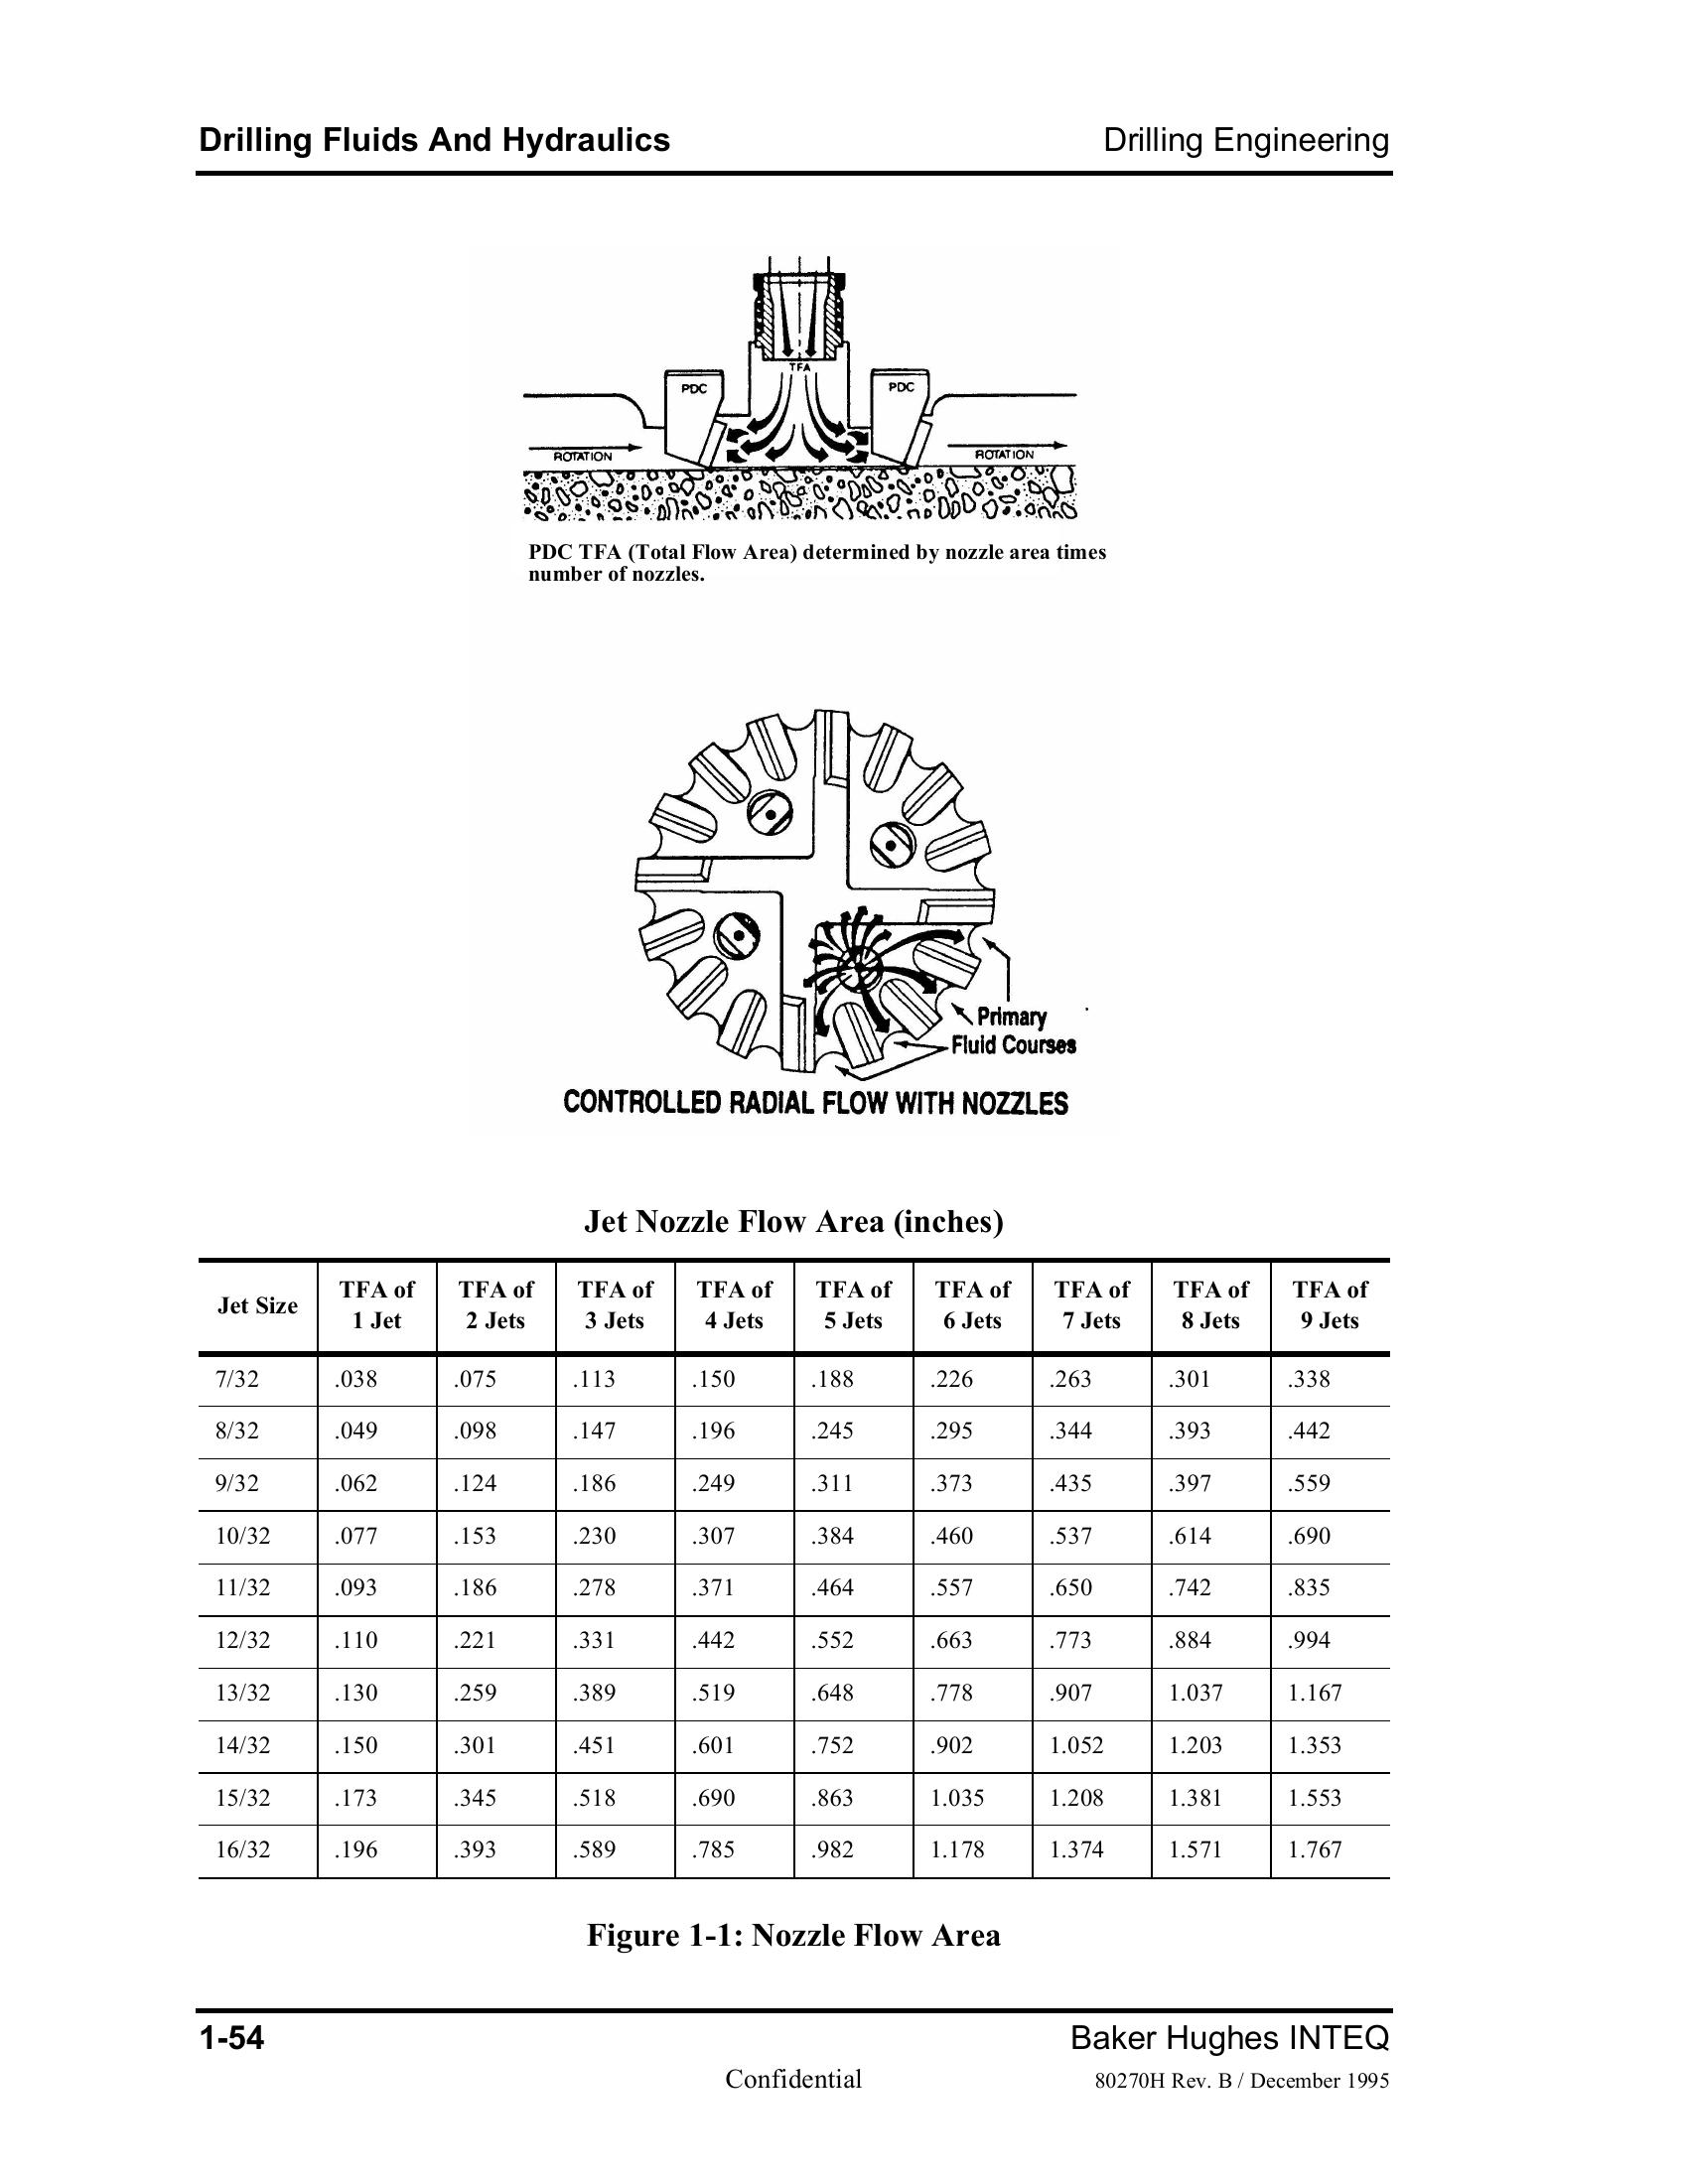 Drilling Fluids And Hydraulics Drilling Engineering
TFA
PDC PDC
ROTATION ROTATION
PDC TFA (Total Flow Area) determined by nozzle area times
number of nozzles.
Primary
Fluid Courses
CONTROLLED RADIAL FLOW WITH NOZZLES
Jet Nozzle Flow Area (inches)
Jet Size TFA of 1 Jet TFA of 2 Jets TFA of 3 Jets TFA of 4 Jets TFA of 5 Jets TFA of 6 Jets TFA of 7 Jets TFA of 8 Jets TFA of 9 Jets
7/32 .038 .075 .113 .150 .188 .226 .263 .301 .338
8/32 .049 .098 .147 .196 .245 .295 .344 .393 .442
9/32 .062 .124 .186 .249 .311 .373 .435 .397 .559
10/32 .077 .153 .230 .307 .384 .460 .537 .614 .690
11/32 .093 .186 .278 .371 .464 .557 .650 .742 .835
12/32 .110 .221 .331 .442 .552 .663 .773 .884 .994
13/32 .130 .259 .389 .519 .648 .778 .907 1.037 1.167
14/32 .150 .301 .451 .601 .752 .902 1.052 1.203 1.353
15/32 .173 .345 .518 .690 .863 1.035 1.208 1.381 1.553
16/32 .196 .393 .589 .785 .982 1.178 1.374 1.571 1.767
Figure 1-1: Nozzle Flow Area
1-54 Baker Hughes INTEQ
Confidential 80270H Rev. B / December 1995